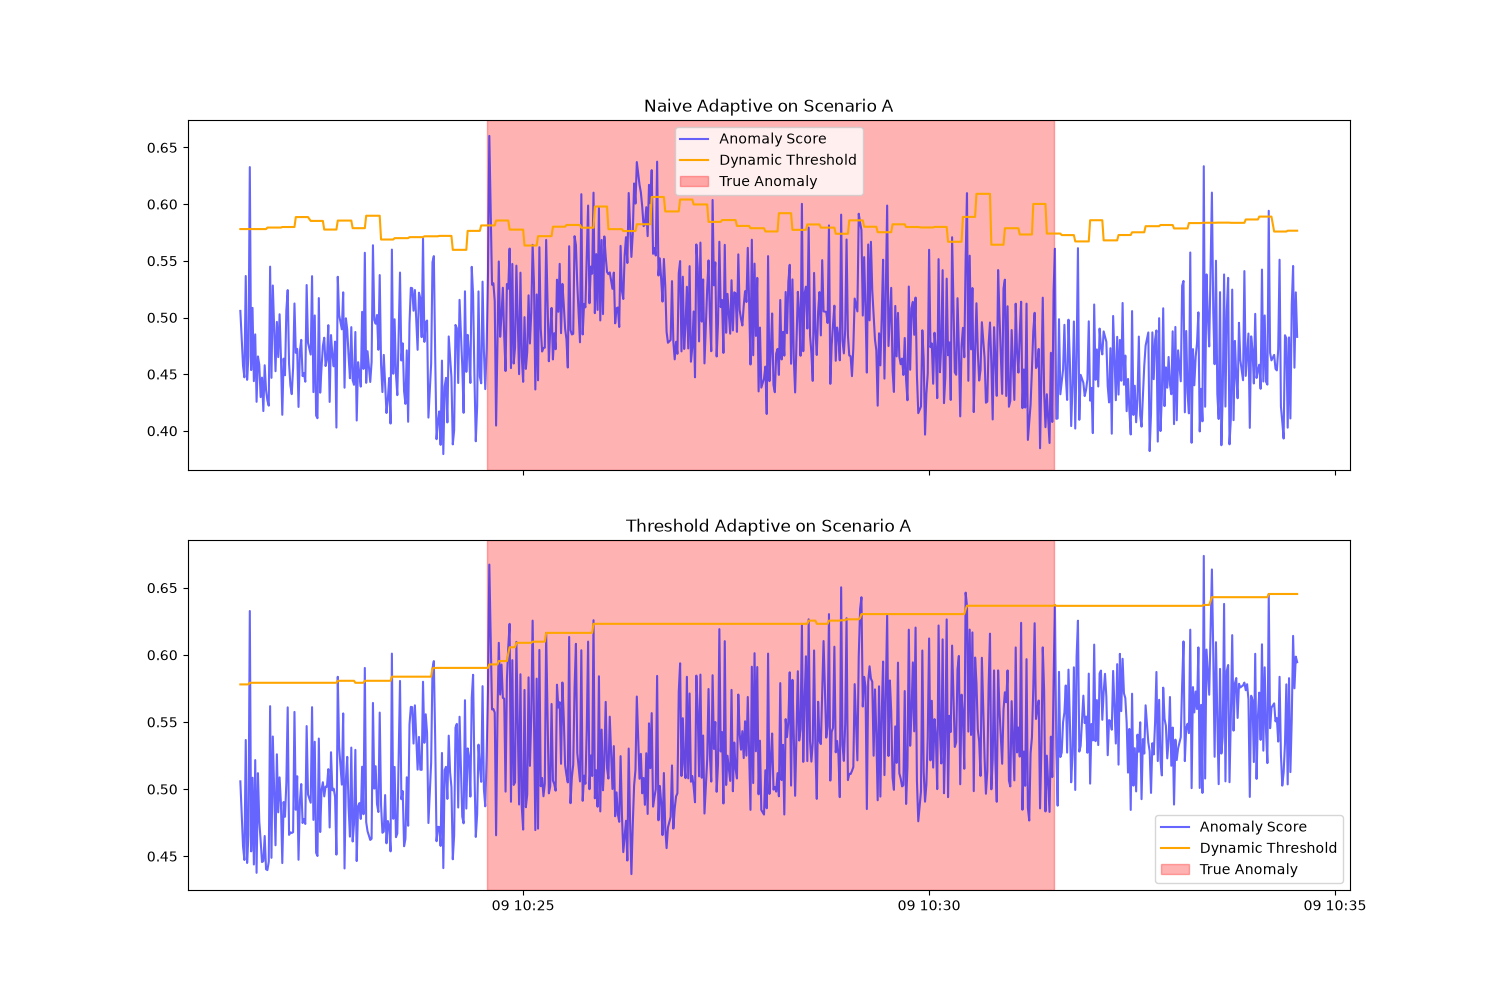 Naive Adaptive on Scenario A
Anomaly Score
Dynamic Threshold
True Anomaly
0.65
0.60
0.55
0.50
0.45
0.40
Threshold Adaptive on Scenario A
0.65
0.60
0.55
0.50
0.45
Anomaly Score
Dynamic Threshold
True Anomaly
09 10:25
09 10:30
09 10:35